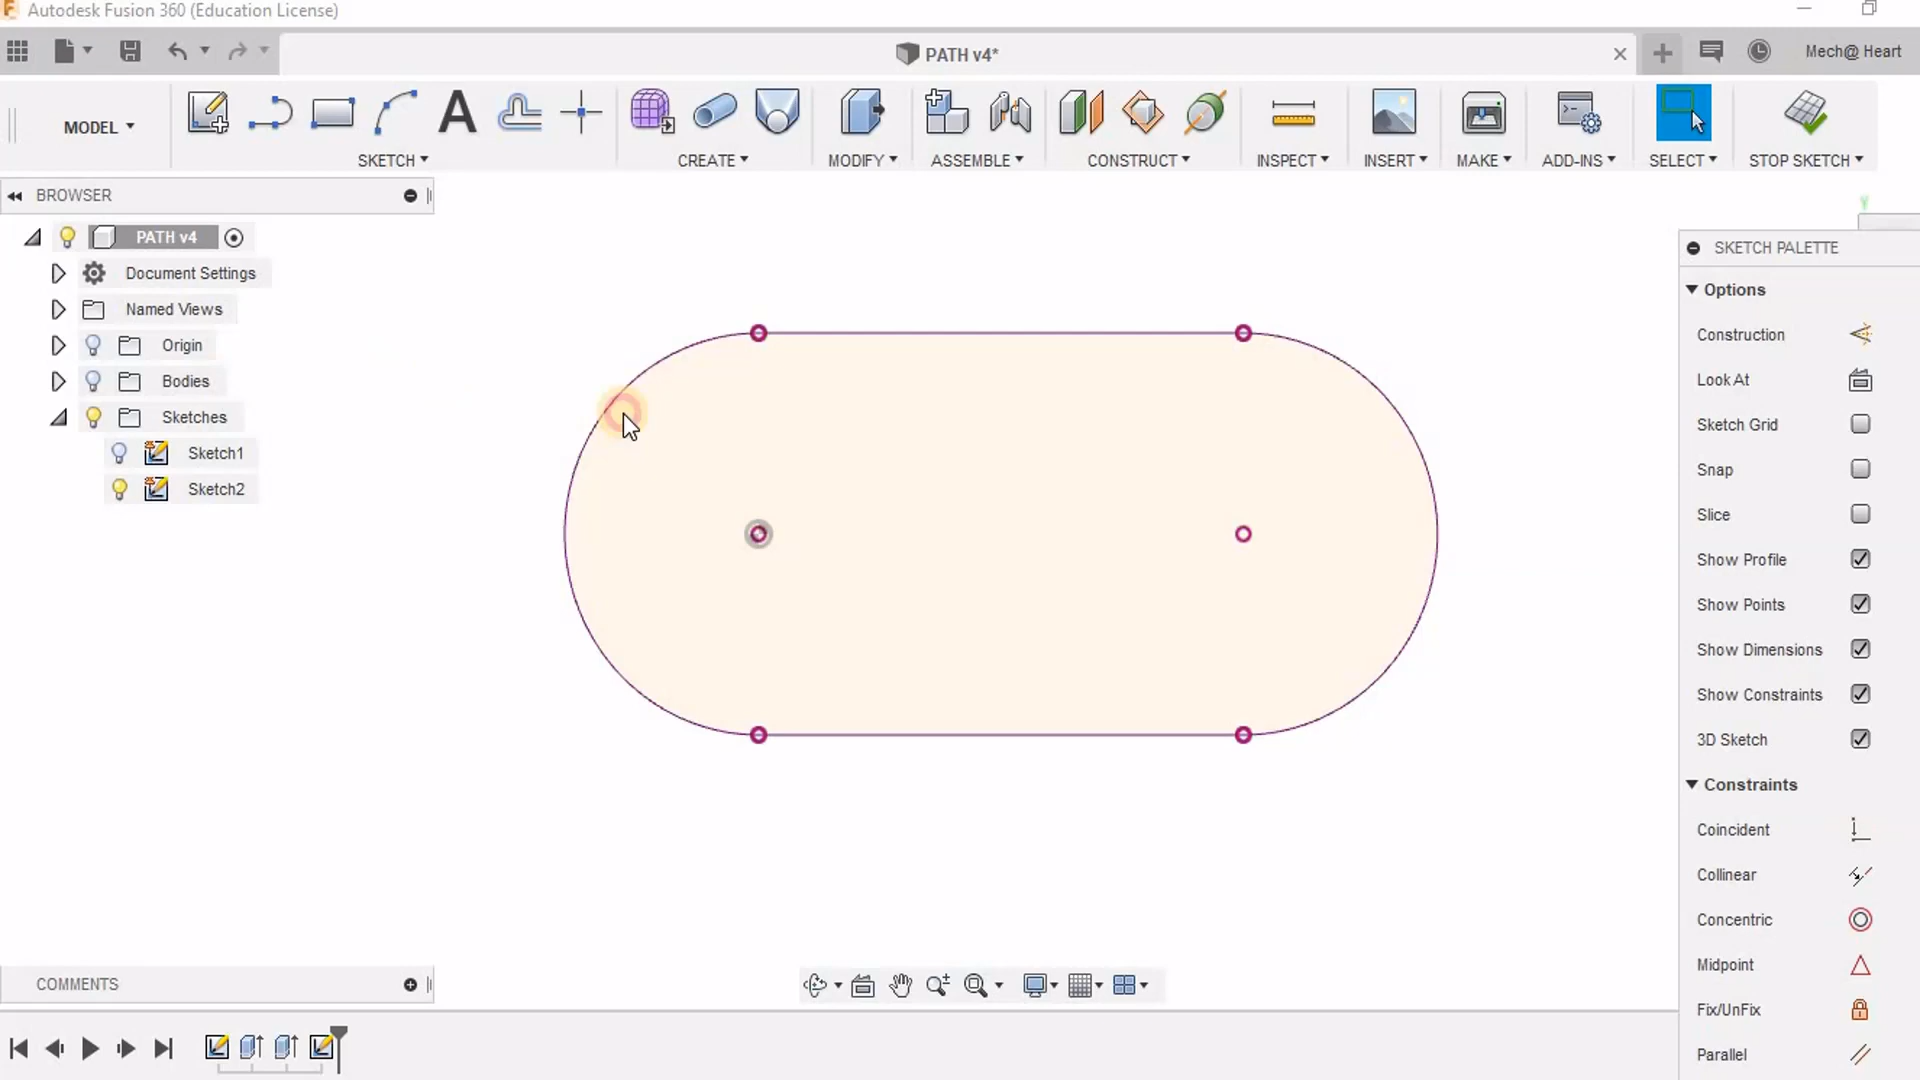 Autodesk Fusion 360 (Education License)
PATH v4*
Mech@ Heart
MODEL
SKETCH
CREATE
MODIFY
ASSEMBLE
CONSTRUCT
INSPECT
INSERT
MAKE
ADD-INS
SELECT
STOP SKETCH
BROWSER
PATH v4
Document Settings
Named Views
Origin
Bodies
Sketches
Sketch1
Sketch2
SKETCH PALETTE
Options
Construction
Look At
Sketch Grid
Snap
Slice
Show Profile
Show Points
Show Dimensions
Show Constraints
3D Sketch
Constraints
Coincident
Collinear
Concentric
Midpoint
Fix/UnFix
Parallel
COMMENTS